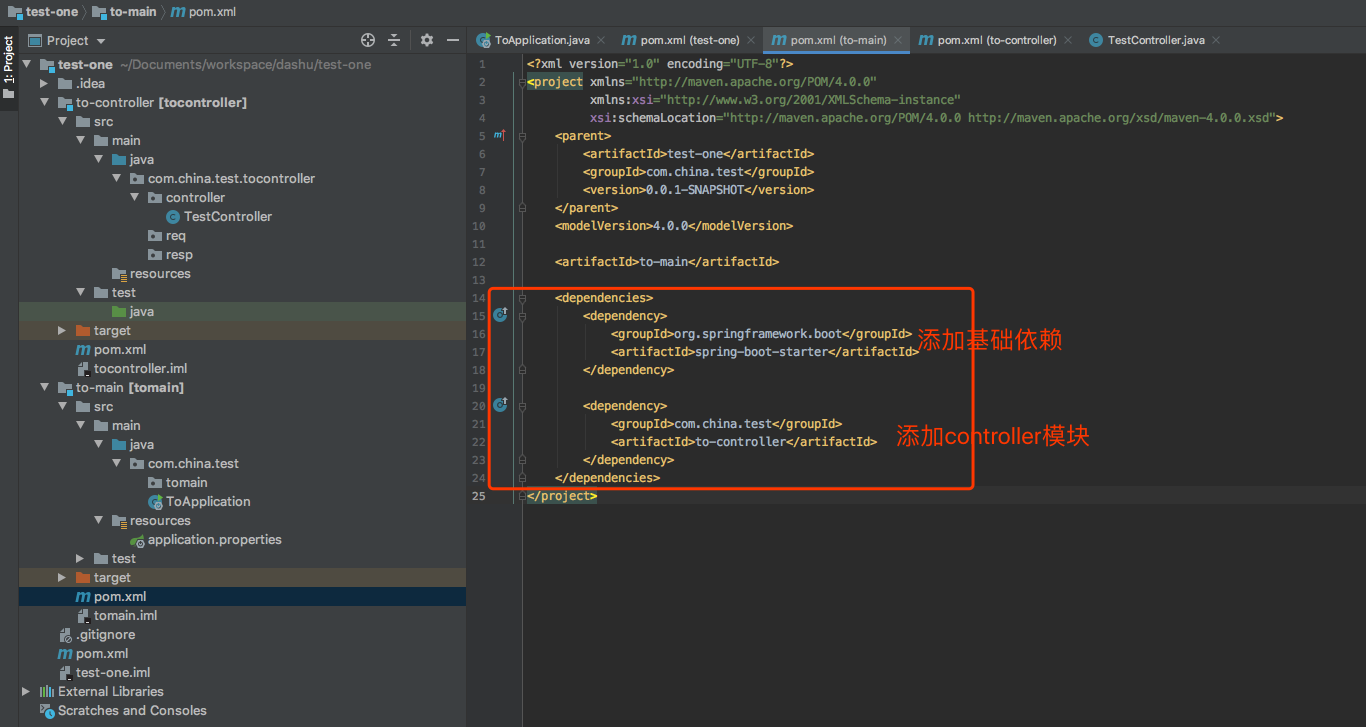 test-one to-main pom.xml
Project
1: Project
ToApplication.java pom.xml (test-one) pom.xml (to-main) pom.xml (to-controller) TestController.java
test-one ~/Documents/workspace/dashu/test-one
.idea
to-controller [tocontroller]
src
main
java
com.china.test.tocontroller
controller
TestController
req
resp
resources
test
java
target
pom.xml
tocontroller.iml
to-main [tomain]
src
main
java
com.china.test
tomain
ToApplication
resources
application.properties
test
target
pom.xml
tomain.iml
.gitignore
pom.xml
test-one.iml
External Libraries
Scratches and Consoles
1 <?xml version="1.0" encoding="UTF-8"?>
2 <project xmlns="http://maven.apache.org/POM/4.0.0"
3 xmlns:xsi="http://www.w3.org/2001/XMLSchema-instance"
4 xsi:schemaLocation="http://maven.apache.org/POM/4.0.0 http://maven.apache.org/xsd/maven-4.0.0.xsd">
5 <parent>
6 <artifactId>test-one</artifactId>
7 <groupId>com.china.test</groupId>
8 <version>0.0.1-SNAPSHOT</version>
9 </parent>
10 <modelVersion>4.0.0</modelVersion>
11
12 <artifactId>to-main</artifactId>
13
14 <dependencies>
15 <dependency>
16 <groupId>org.springframework.boot</groupId>
添加基础依赖
17 <artifactId>spring-boot-starter</artifactId>
18 </dependency>
19
20 <dependency>
21 <groupId>com.china.test</groupId>
22 <artifactId>to-controller</artifactId> 添加controller模块
23 </dependency>
24 </dependencies>
25 </project>